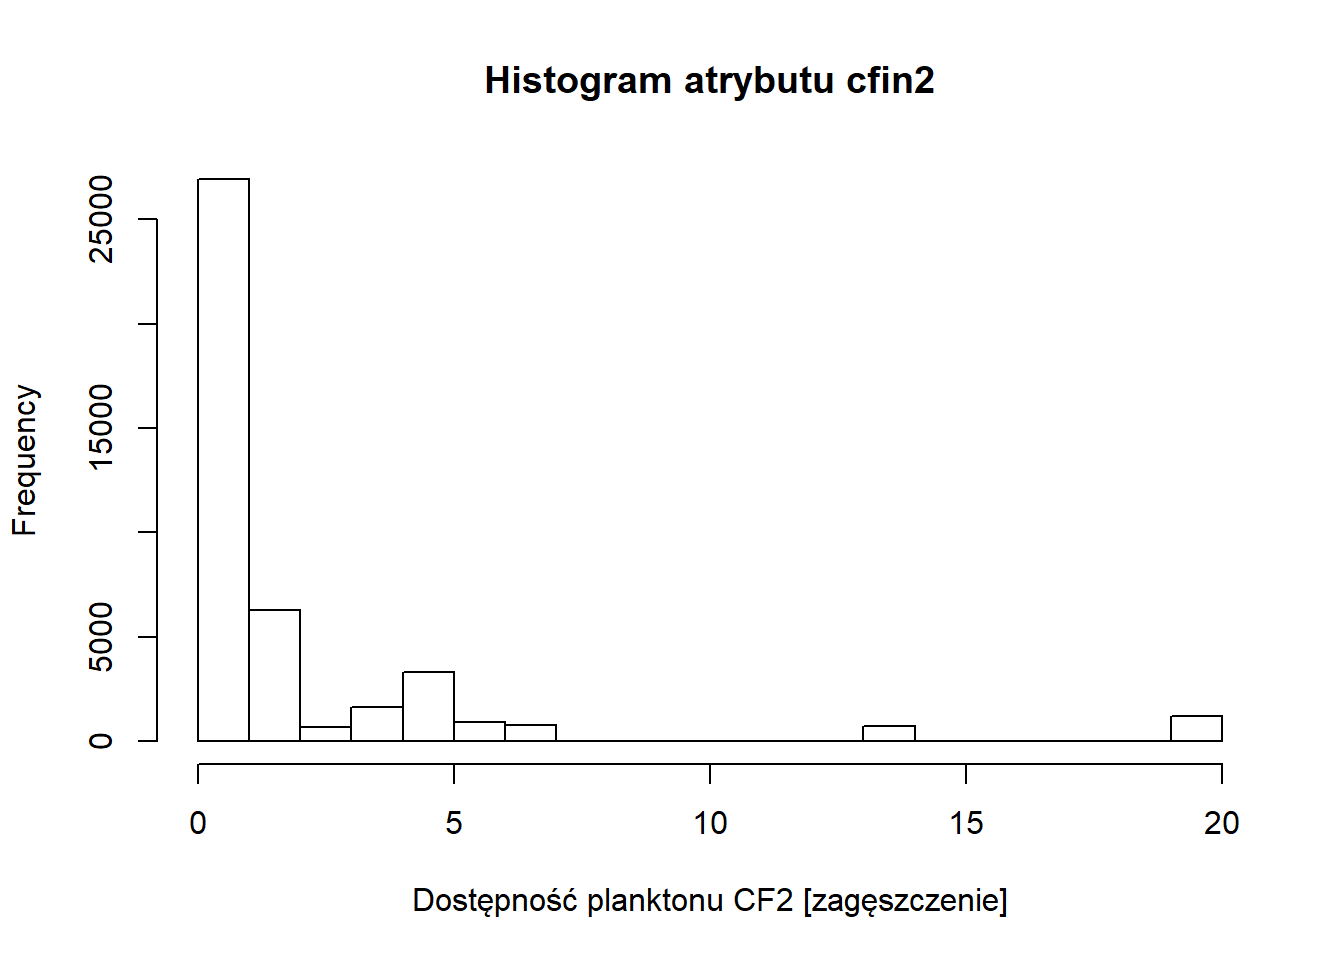 Histogram atrybutu cfin2
Frequency
25000
15000
5000
0
0 5 10 15 20
Dostępność planktonu CF2 [zagęszczenie]